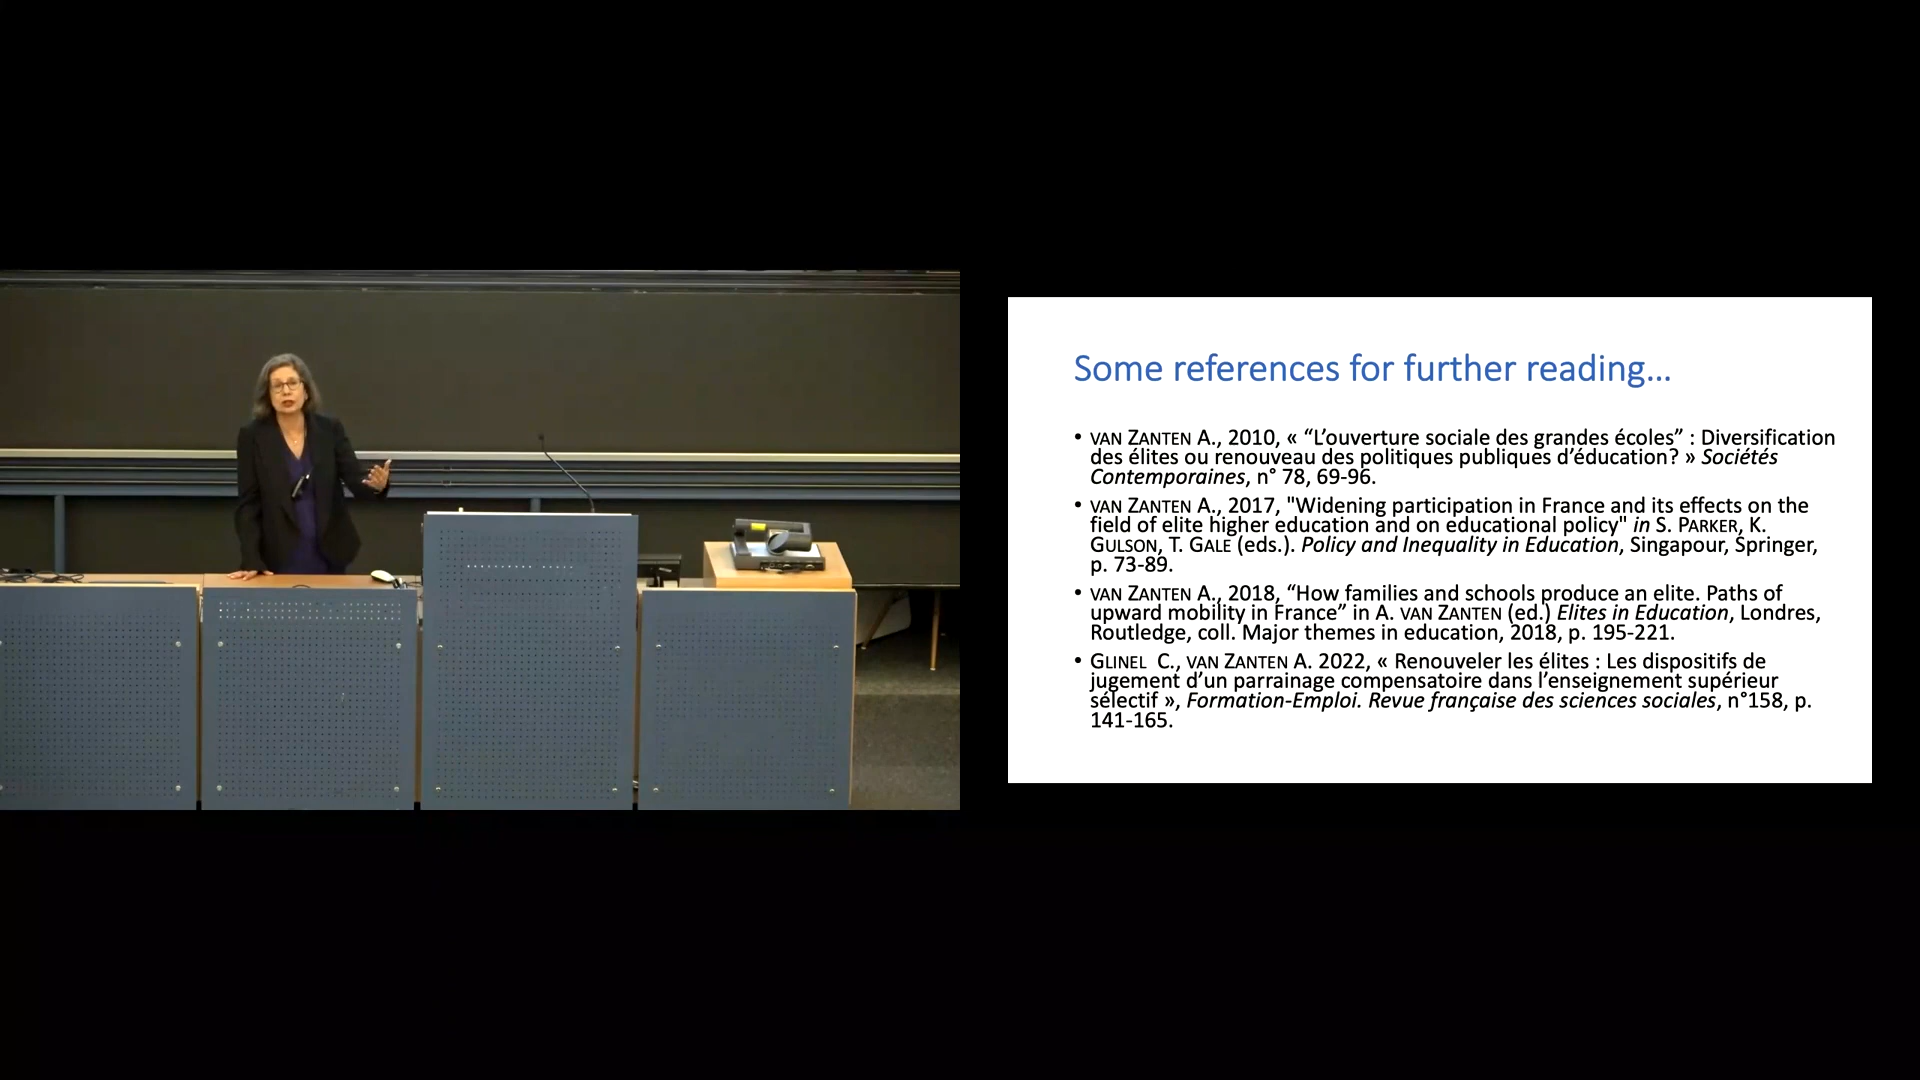 Some references for further reading…
• VAN ZANTEN A., 2010, « “L’ouverture sociale des grandes écoles” : Diversification
des élites ou renouveau des politiques publiques d’éducation? » Sociétés
Contemporaines, n° 78, 69-96.
• VAN ZANTEN A., 2017, "Widening participation in France and its effects on the
field of elite higher education and on educational policy" in S. PARKER, K.
GULSON, T. GALE (eds.). Policy and Inequality in Education, Singapour, Springer,
p. 73-89.
• VAN ZANTEN A., 2018, “How families and schools produce an elite. Paths of
upward mobility in France” in A. VAN ZANTEN (ed.) Elites in Education, Londres,
Routledge, coll. Major themes in education, 2018, p. 195-221.
• GLINEL  C., VAN ZANTEN A. 2022, « Renouveler les élites : Les dispositifs de
jugement d’un parrainage compensatoire dans l’enseignement supérieur
sélectif », Formation-Emploi. Revue française des sciences sociales, n°158, p.
141-165.